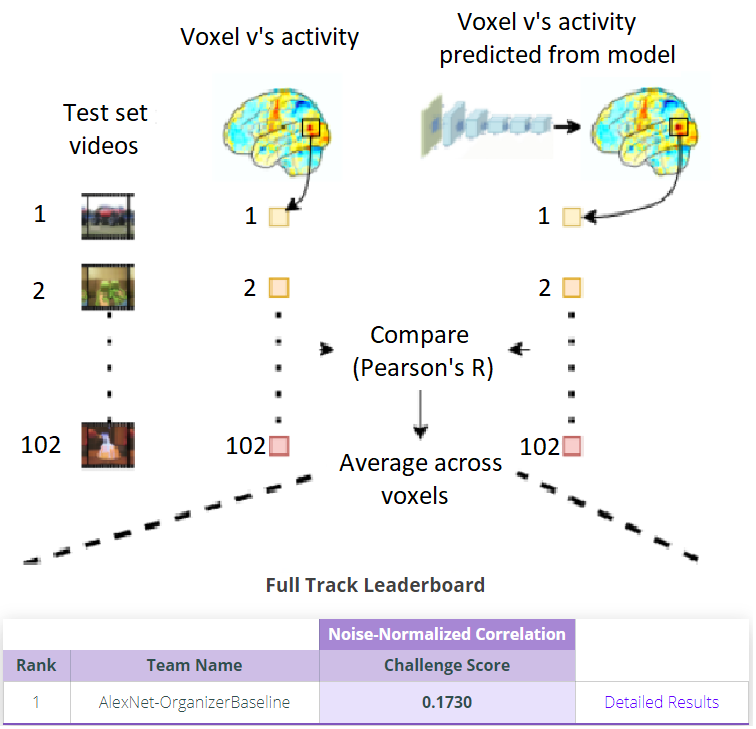 Voxel v's activity
Voxel v's activity
predicted from model
Test set
videos
1
1
1
2
2
2
Compare
(Pearson's R)
102
102
102
Average across
voxels
Full Track Leaderboard
Noise-Normalized Correlation
Rank
Team Name
Challenge Score
1
AlexNet-OrganizerBaseline
0.1730
Detailed Results